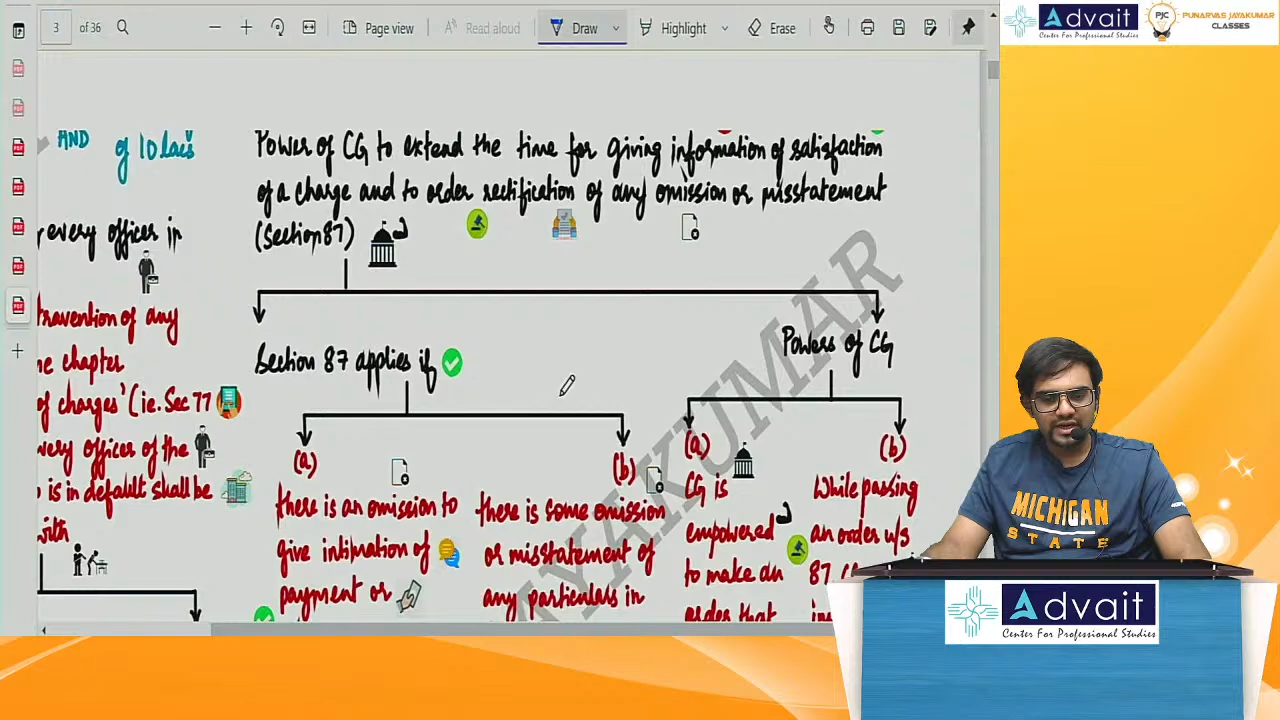 3 of 36
Page view
Read aloud
Draw
Highlight
Erase
Advait
Center For Professional Studies
PJC
PUNARVAS JAYAKUMAR
CLASSES
AND of 10 lacs
every officer in
travention of any
ne chapter
of charges' (ie. Sec 77
very officer of the
is in default shall be
with
Power of CG to extend the time for giving information of satisfaction
of a charge and to order rectification of any omission or misstatement
(Section 87)
Section 87 applies if
(a)
there is an omission to
give intimation of
payment or
(b)
there is some omission
or misstatement of
any particulars in
Powers of CG
(a)
CG is
empowered
to make an
order that
(b)
While passing
an order u/s
87
JAYAKUMAR
MICHIGAN
STATE
Advait
Center For Professional Studies